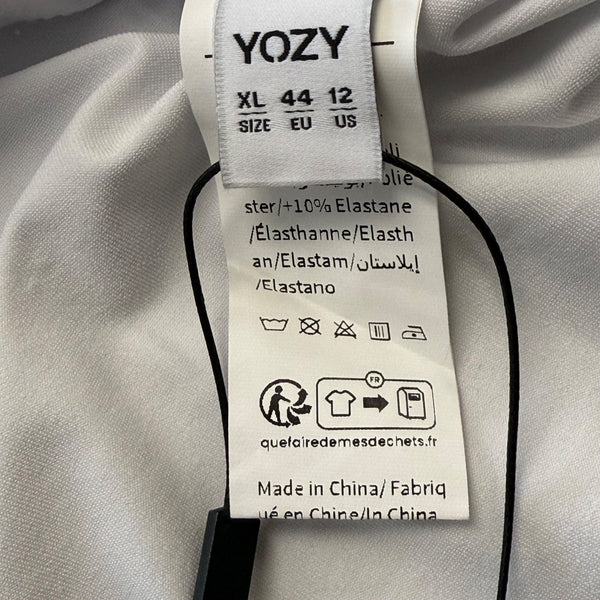 YOZY
XL 44 12
SIZE EU US
ster/+10% Elastane
/Élasthanne/Elasth
an/Elastam/إيلاستان
/Elastano
FR
quefairedemesdechets.fr
Made in China/ Fabriq
ué en Chine/In China